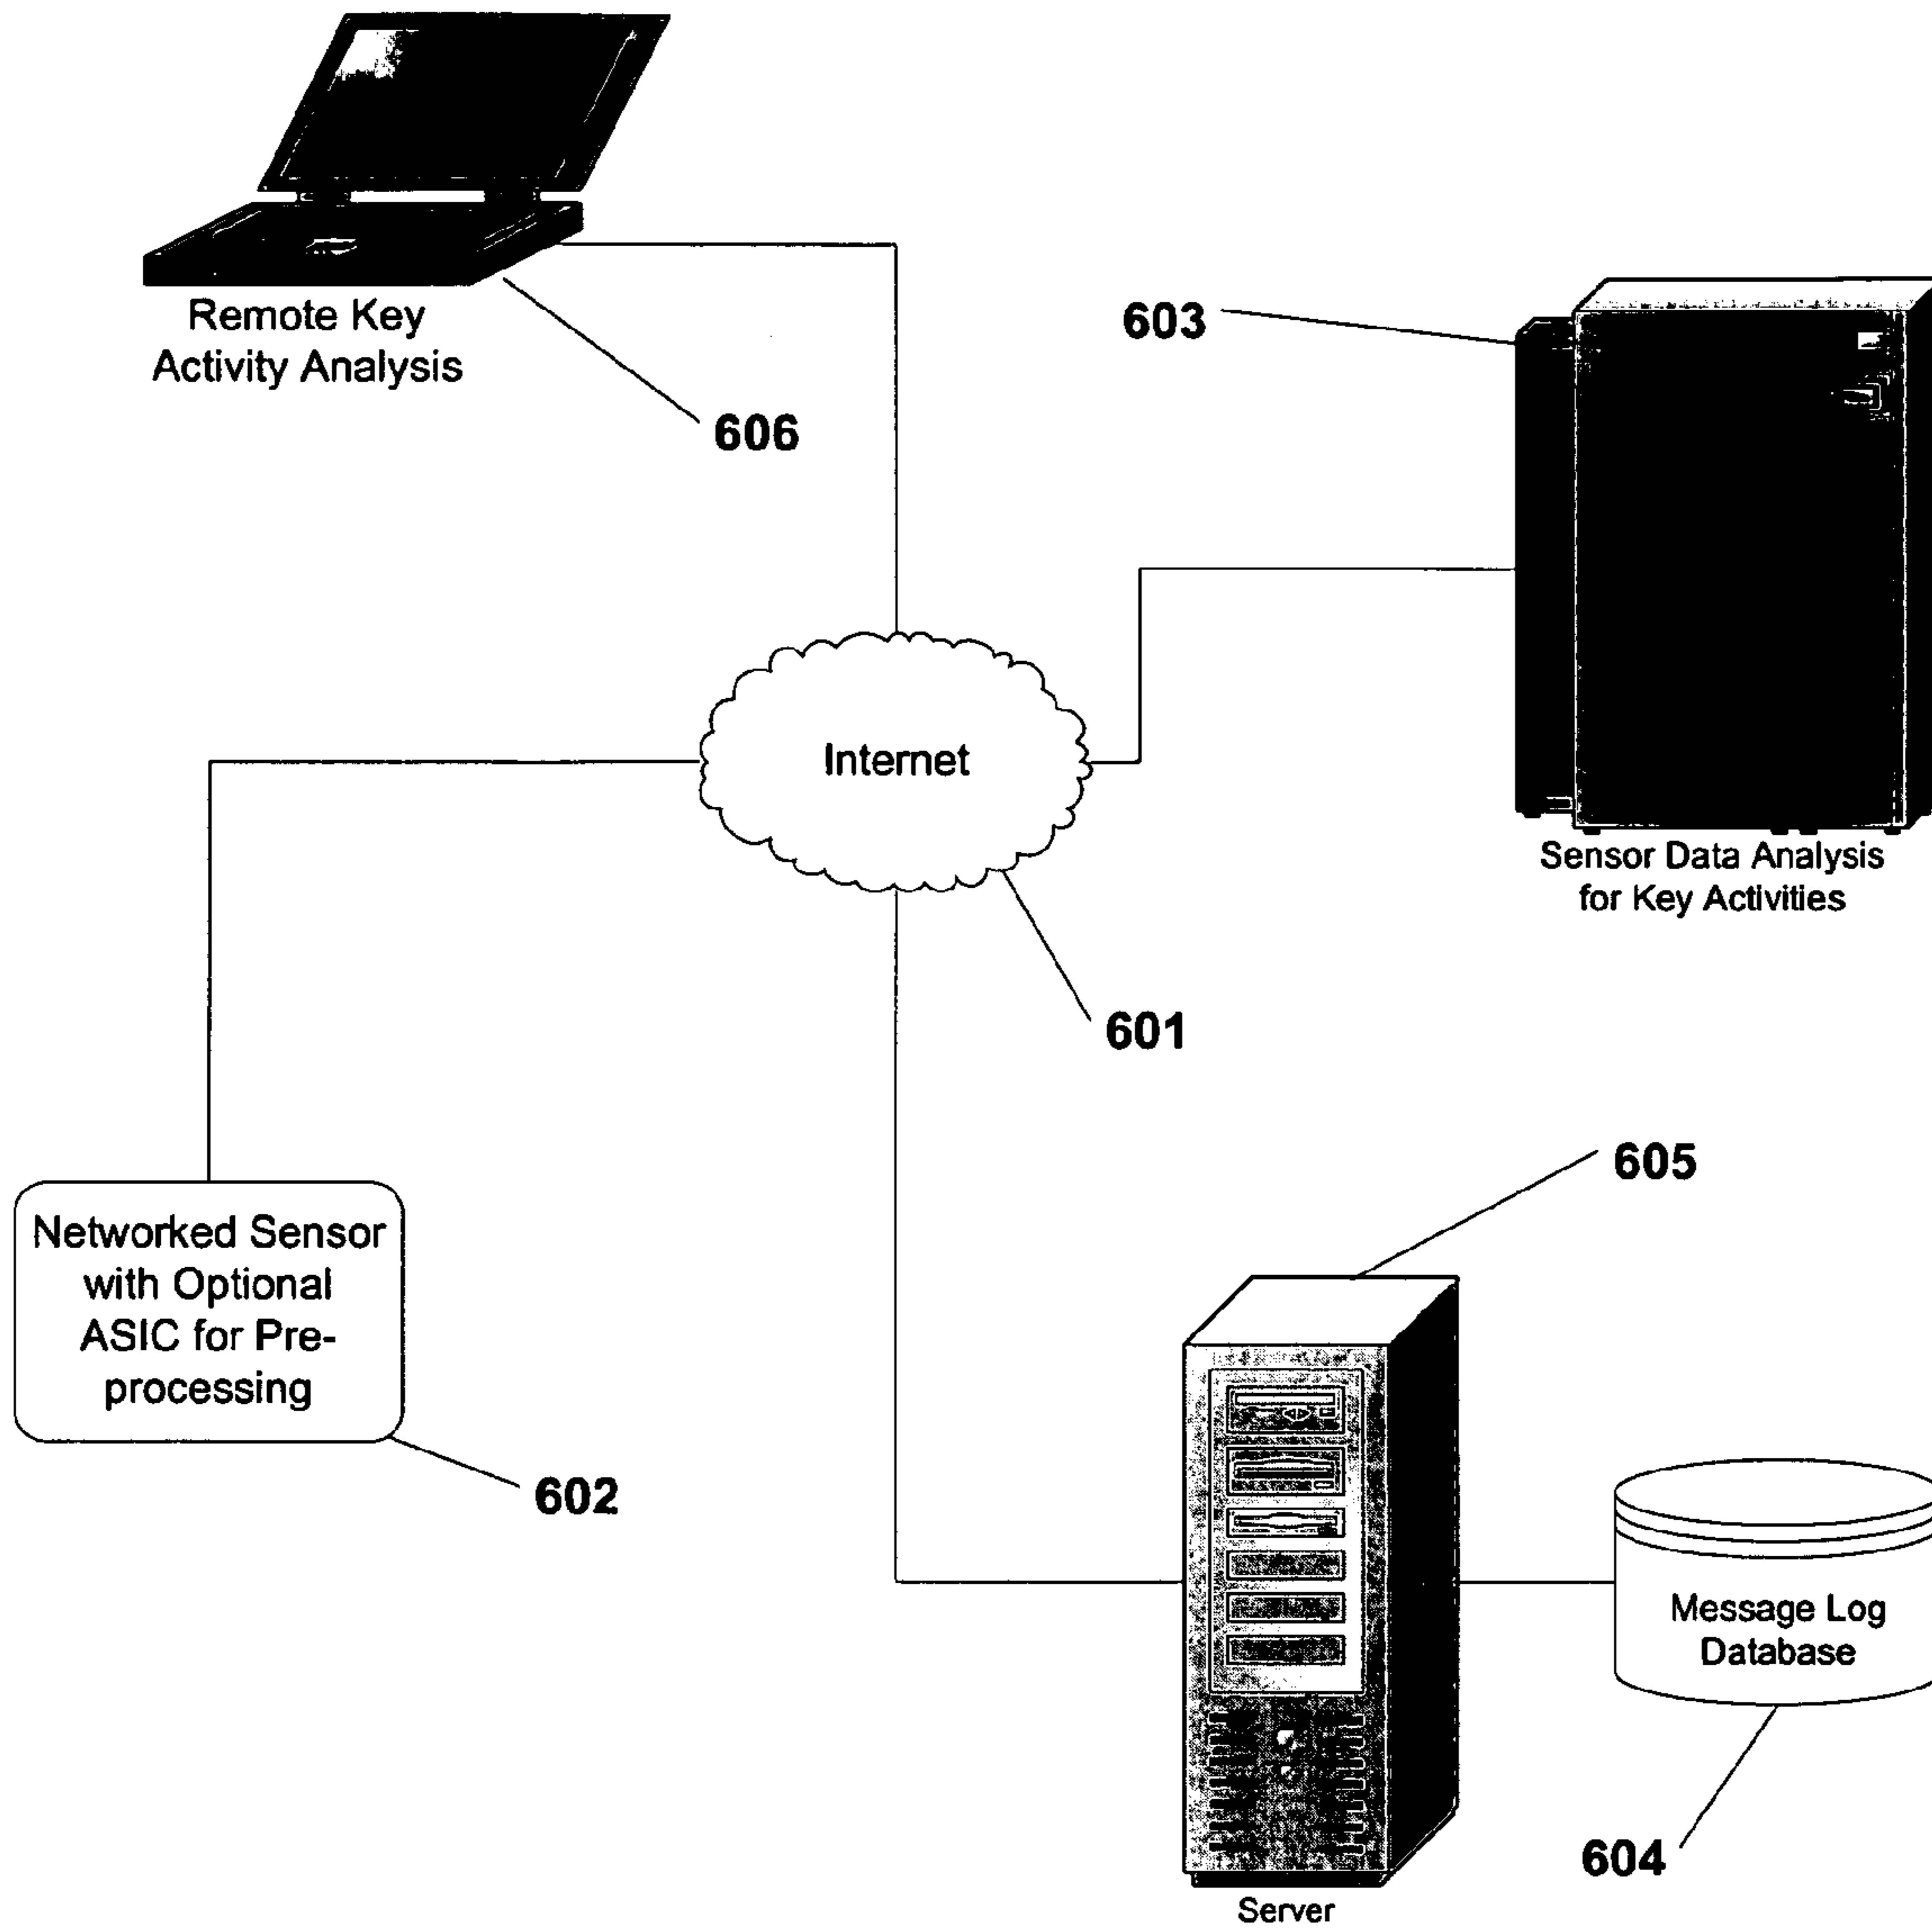 Remote Key
Activity Analysis
606
603
Sensor Data Analysis
for Key Activities
Internet
601
Networked Sensor
with Optional
ASIC for Pre-
processing
602
605
Message Log
Database
604
Server